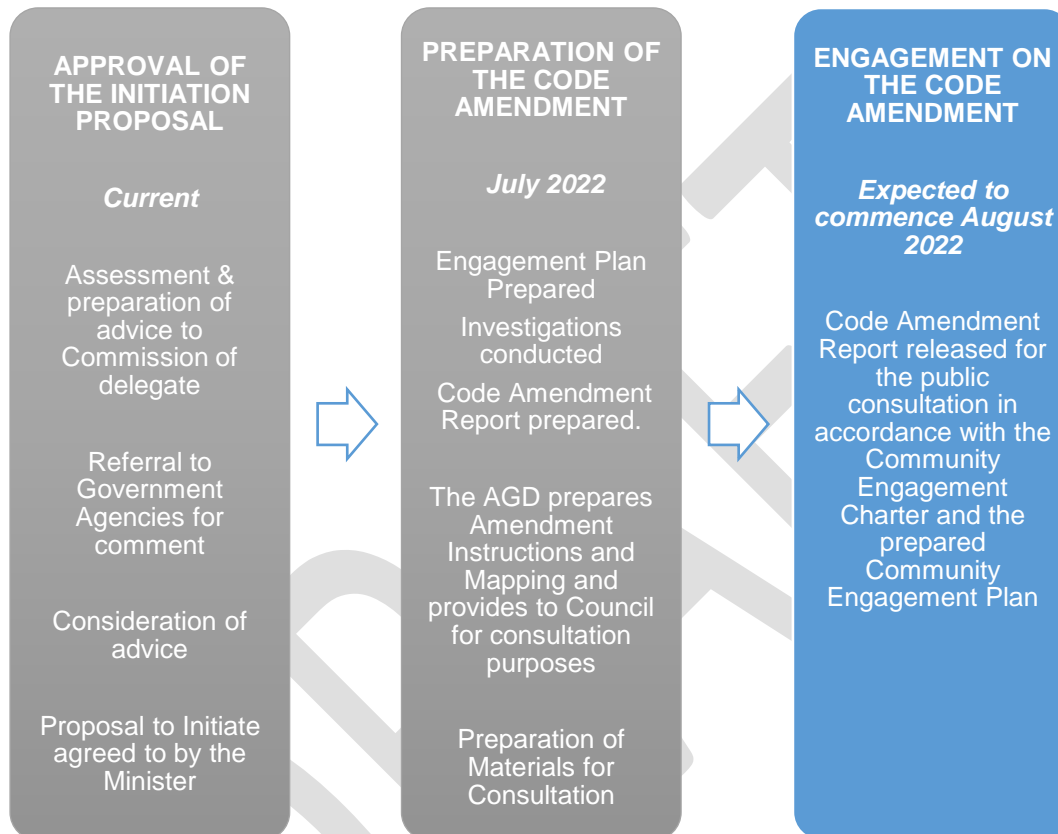 APPROVAL OF
THE INITIATION
PROPOSAL
Current
Assessment &
preparation of
advice to
Commission of
delegate
Referral to
Government
Agencies for
comment
Consideration of
advice
Proposal to Initiate
agreed to by the
Minister
PREPARATION OF
THE CODE
AMENDMENT
July 2022
Engagement Plan
Prepared
Investigations
conducted
Code Amendment
Report prepared.
The AGD prepares
Amendment
Instructions and
Mapping and
provides to Council
for consultation
purposes
Preparation of
Materials for
Consultation
ENGAGEMENT ON
THE CODE
AMENDMENT
Expected to
commence August
2022
Code Amendment
Report released for
the public
consultation in
accordance with the
Community
Engagement
Charter and the
prepared
Community
Engagement Plan